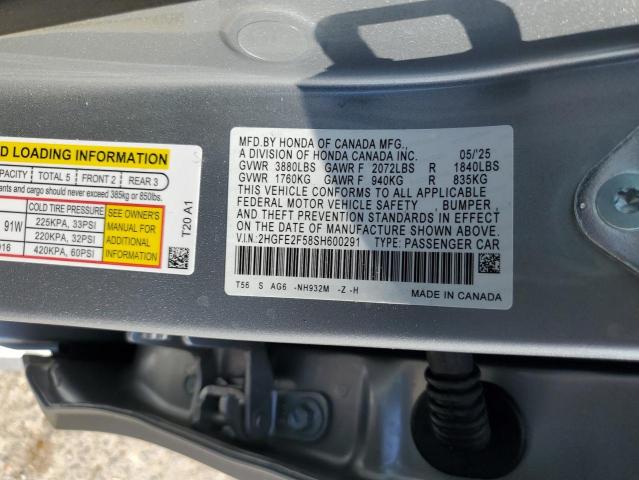 D LOADING INFORMATION
APACITY TOTAL 5 FRONT 2 REAR 3
ants and cargo should never exceed 385kg or 850lbs.
COLD TIRE PRESSURE
SEE OWNER'S
MANUAL FOR
ADDITIONAL
INFORMATION
91W 225KPA, 33PSI
220KPA, 32PSI
916 420KPA, 60PSI
T20 A1
MFD.BY HONDA OF CANADA MFG.,
A DIVISION OF HONDA CANADA INC. 05/'25
GVWR 3880LBS GAWR F 2072LBS R 1840LBS
GVWR 1760KG GAWR F 940KG R 835KG
THIS VEHICLE CONFORMS TO ALL APPLICABLE
FEDERAL MOTOR VEHICLE SAFETY , BUMPER ,
AND THEFT PREVENTION STANDARDS IN EFFECT
ON THE DATE OF MANUFACTURE SHOWN ABOVE.
V.I.N.:2HGFE2F58SH600291 TYPE: PASSENGER CAR
T56 S AG6 -NH932M -Z -H
MADE IN CANADA